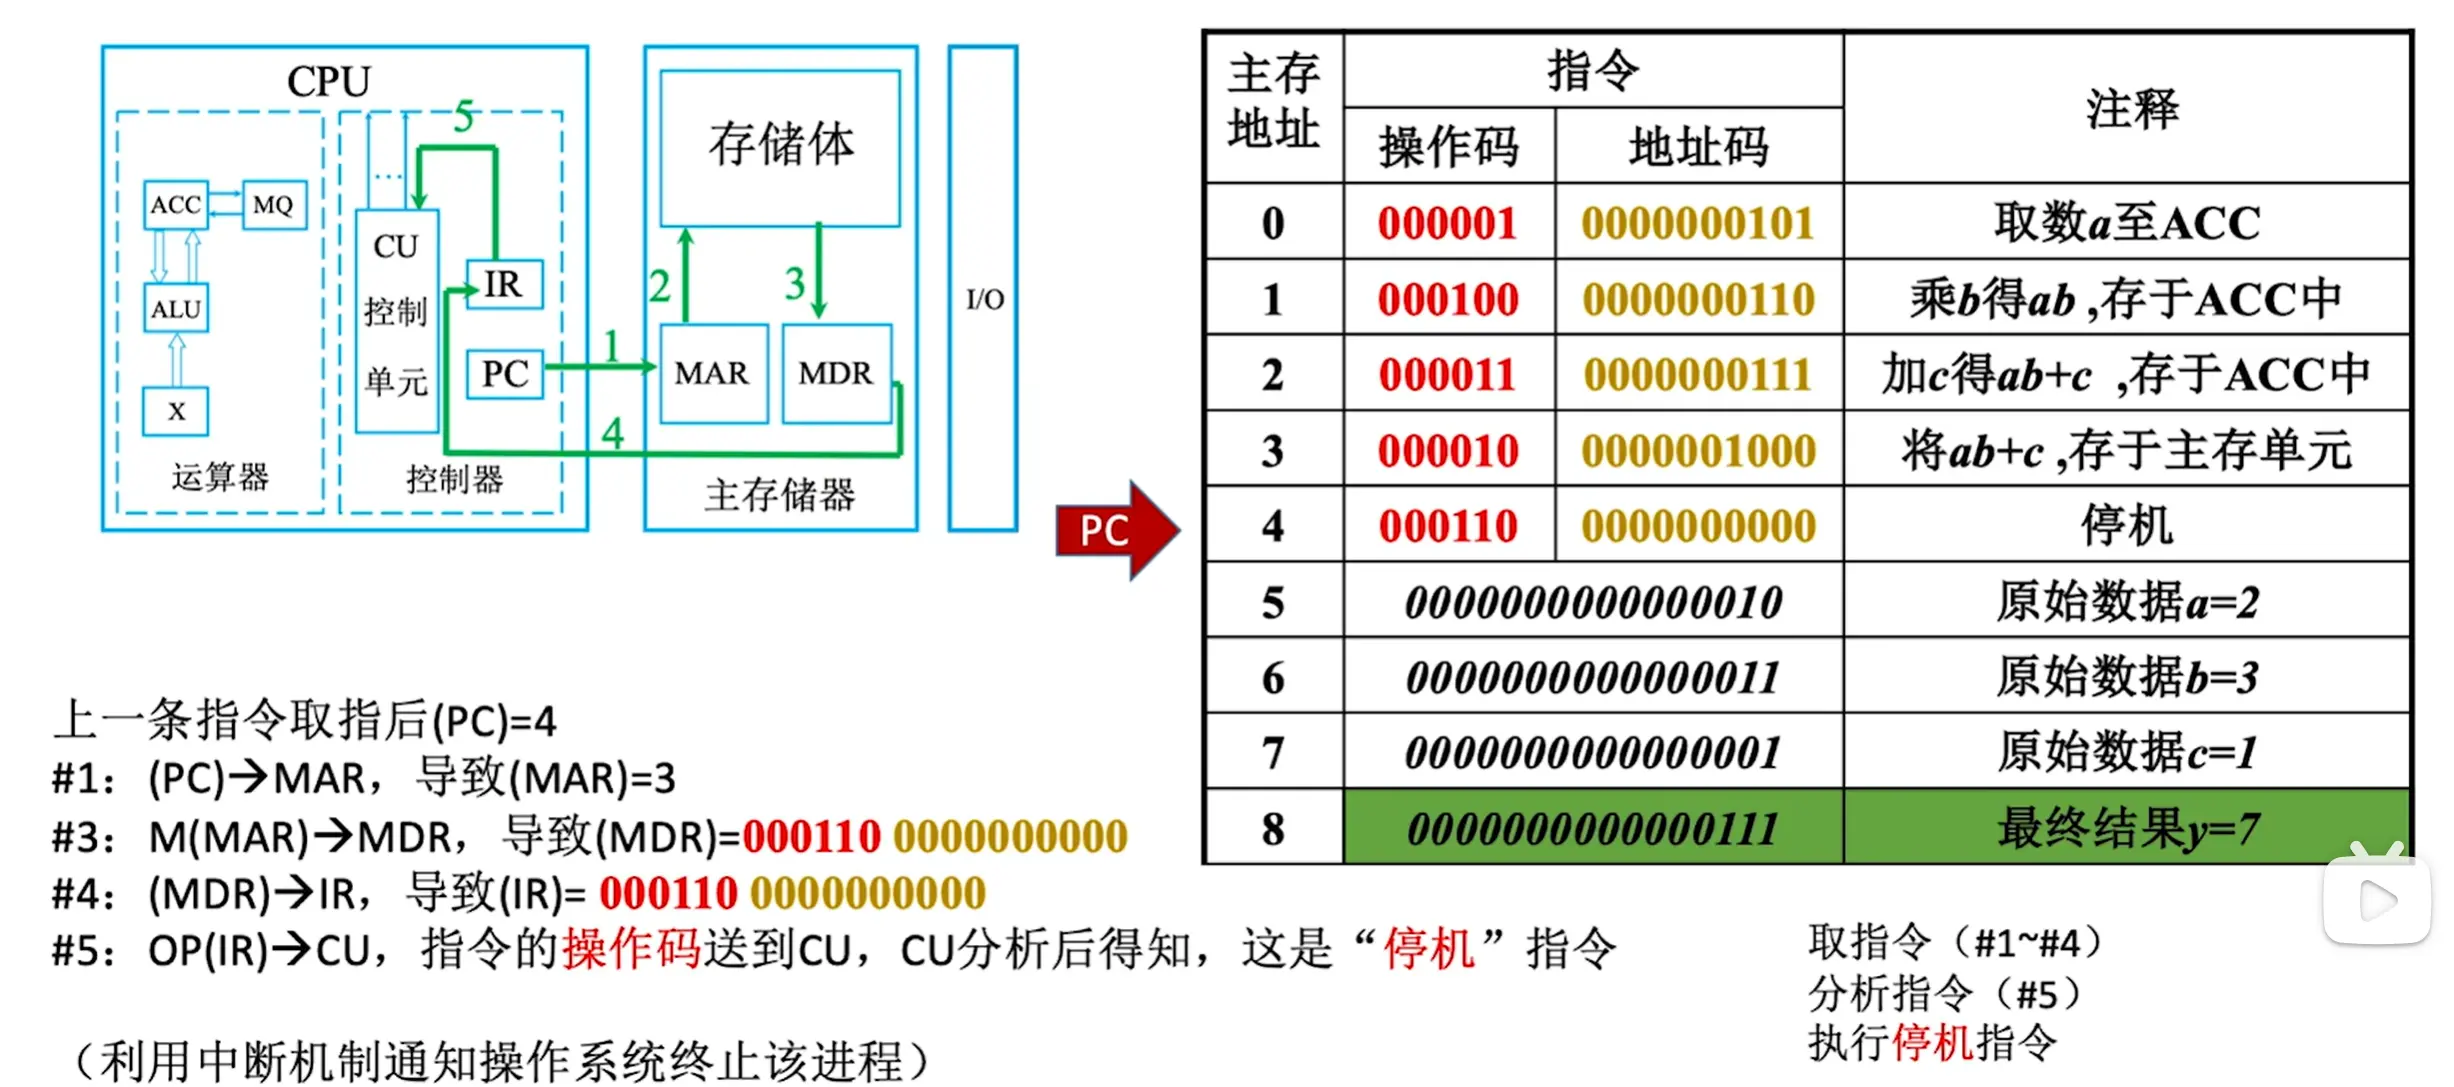 CPU
5
ACC
MQ
ALU
X
运算器
...
CU
控制
单元
IR
PC
控制器
1
4
存储体
2
3
MAR
MDR
主存储器
I/O
PC
主存地址 指令 注释
操作码 地址码
0 000001 0000000101 取数a至ACC
1 000100 0000000110 乘b得ab ,存于ACC中
2 000011 0000000111 加c得ab+c ,存于ACC中
3 000010 0000001000 将ab+c ,存于主存单元
4 000110 0000000000 停机
5 0000000000000010 原始数据a=2
6 0000000000000011 原始数据b=3
7 0000000000000001 原始数据c=1
8 0000000000000111 最终结果y=7
上一条指令取指后(PC)=4
#1：(PC)→MAR，导致(MAR)=3
#3：M(MAR)→MDR，导致(MDR)=000110 0000000000
#4：(MDR)→IR，导致(IR)= 000110 0000000000
#5：OP(IR)→CU，指令的操作码送到CU，CU分析后得知，这是“停机”指令
（利用中断机制通知操作系统终止该进程）
取指令（#1~#4）
分析指令（#5）
执行停机指令